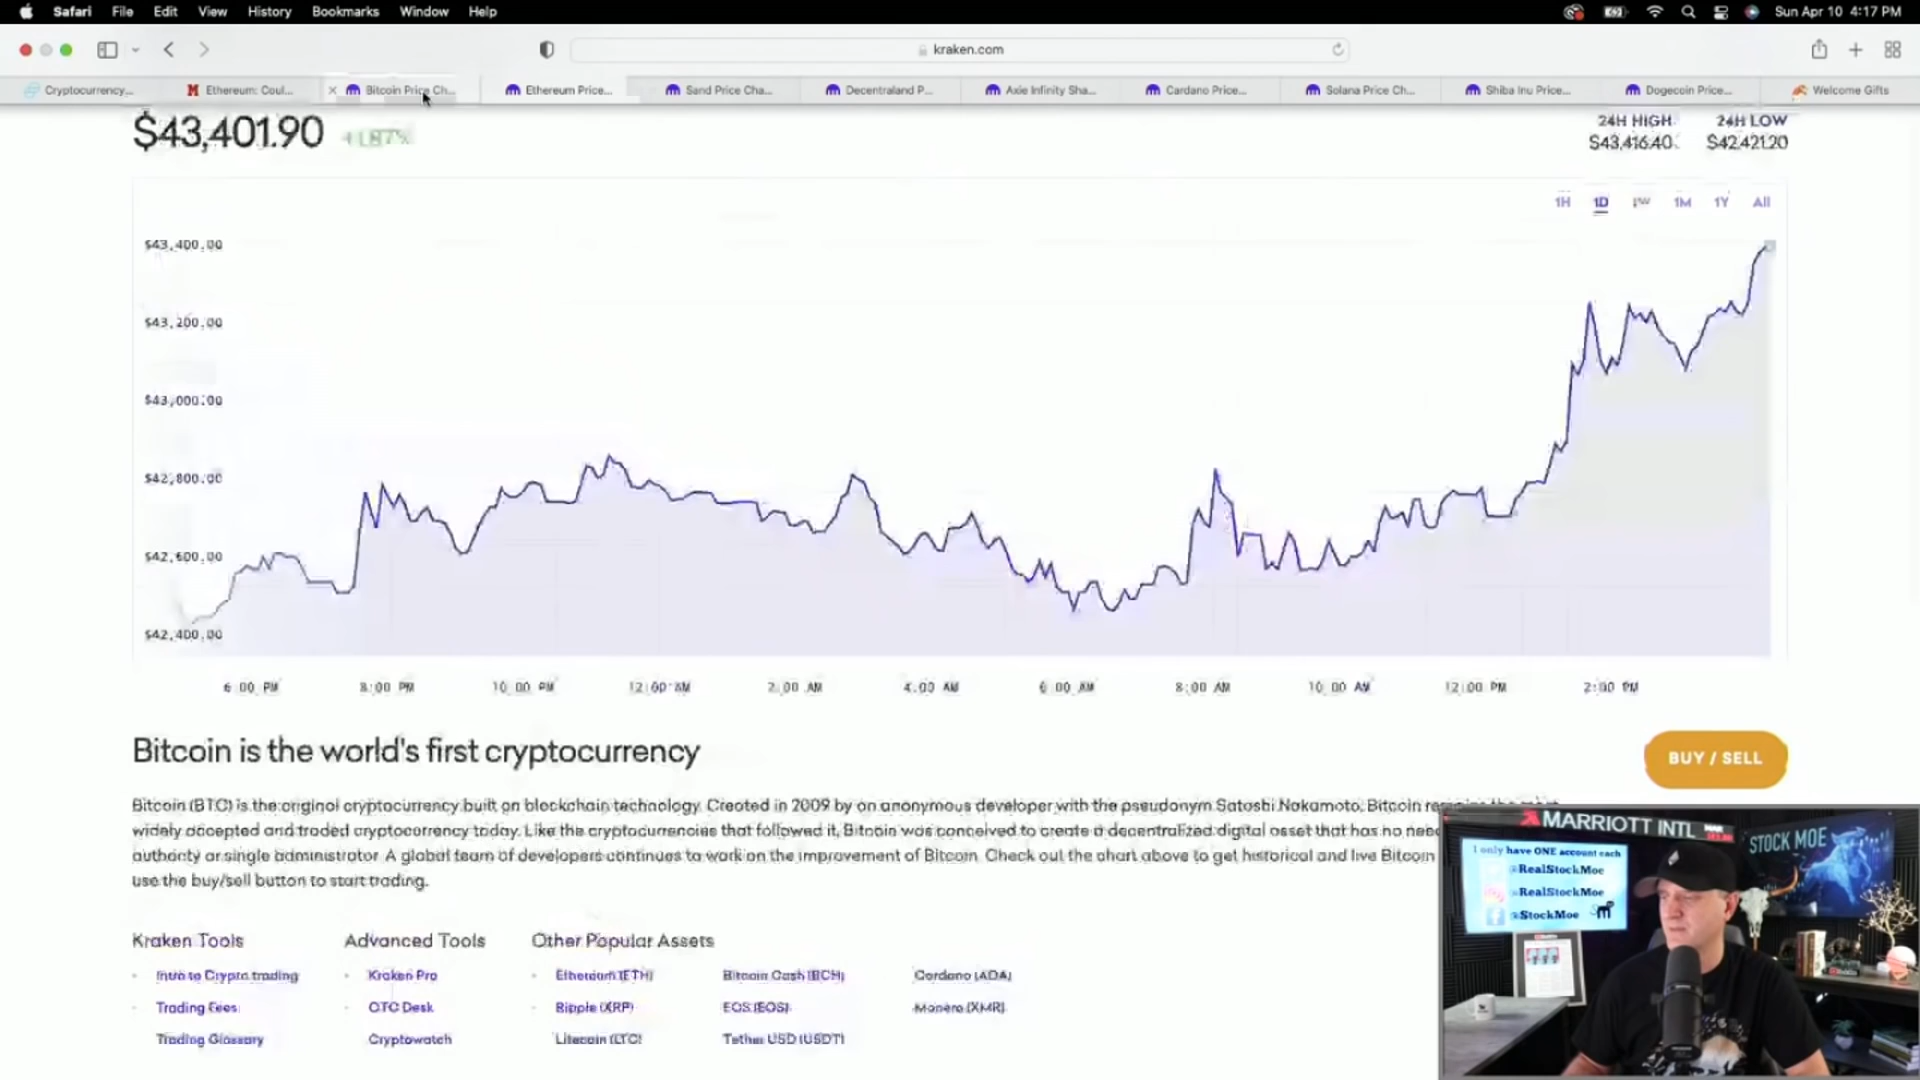 Safari File Edit View History Bookmarks Window Help Sun Apr 10 4:17 PM
kraken.com
Cryptocurrency... Ethereum: Coul... Bitcoin Price Ch... Ethereum Price... Sand Price Cha... Decentraland P... Axie Infinity Sha... Cardano Price... Solana Price Ch... Shiba Inu Price... Dogecoin Price... Welcome Gifts
$43,401.90 +1.87%
24H HIGH 24H LOW
$43,416.40 $42,421.20
1H 1D 1W 1M 1Y All
$43,400.00
$43,200.00
$43,000.00
$42,800.00
$42,600.00
$42,400.00
6:00 PM 8:00 PM 10:00 PM 12:00 AM 2:00 AM 4:00 AM 6:00 AM 8:00 AM 10:00 AM 12:00 PM 2:00 PM
Bitcoin is the world's first cryptocurrency
BUY / SELL
Bitcoin (BTC) is the original cryptocurrency built on blockchain technology. Created in 2009 by an anonymous developer with the pseudonym Satoshi Nakamoto, Bitcoin
widely accepted and traded cryptocurrency today. Like the cryptocurrencies that followed it, Bitcoin was conceived to create a decentralized digital asset that has no
authority or single administrator. A global team of developers continues to work on the improvement of Bitcoin. Check out the chart above to get historical and live Bitcoin
use the buy/sell button to start trading.
Kraken Tools Advanced Tools Other Popular Assets
Intro to Crypto trading Kraken Pro Ethereum (ETH) Bitcoin Cash (BCH) Cardano (ADA)
Trading Fees OTC Desk Ripple (XRP) EOS (EOS) Monero (XMR)
Trading Glossary Cryptowatch Litecoin (LTC) Tether USD (USDT)
MARRIOTT INTL
STOCK MOE
I only have ONE account each
@RealStockMoe
@RealStockMoe
@StockMoe